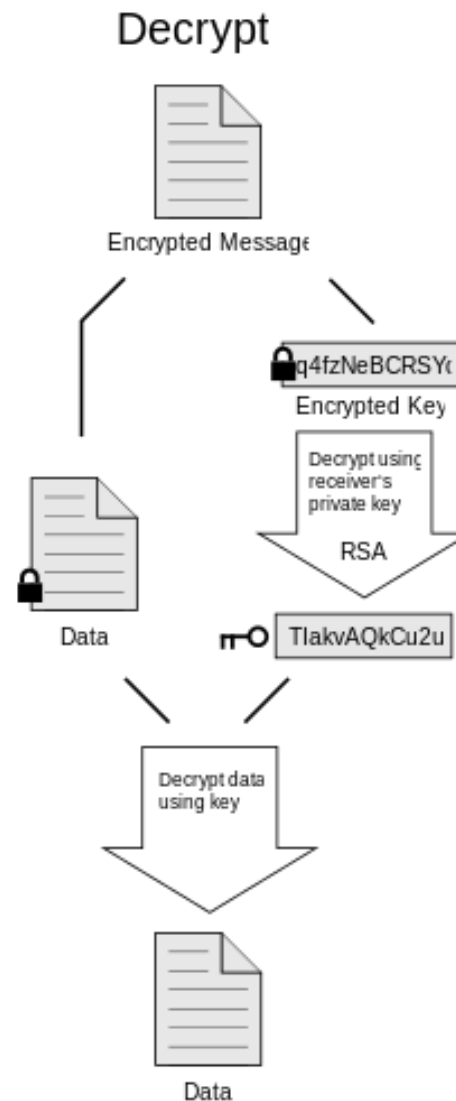 Decrypt
Encrypted Message
q4fzNeBCRSY
Encrypted Key
Decrypt using
receiver's
private key
RSA
Data
TlakvAQkCu2u
Decrypt data
using key
Data